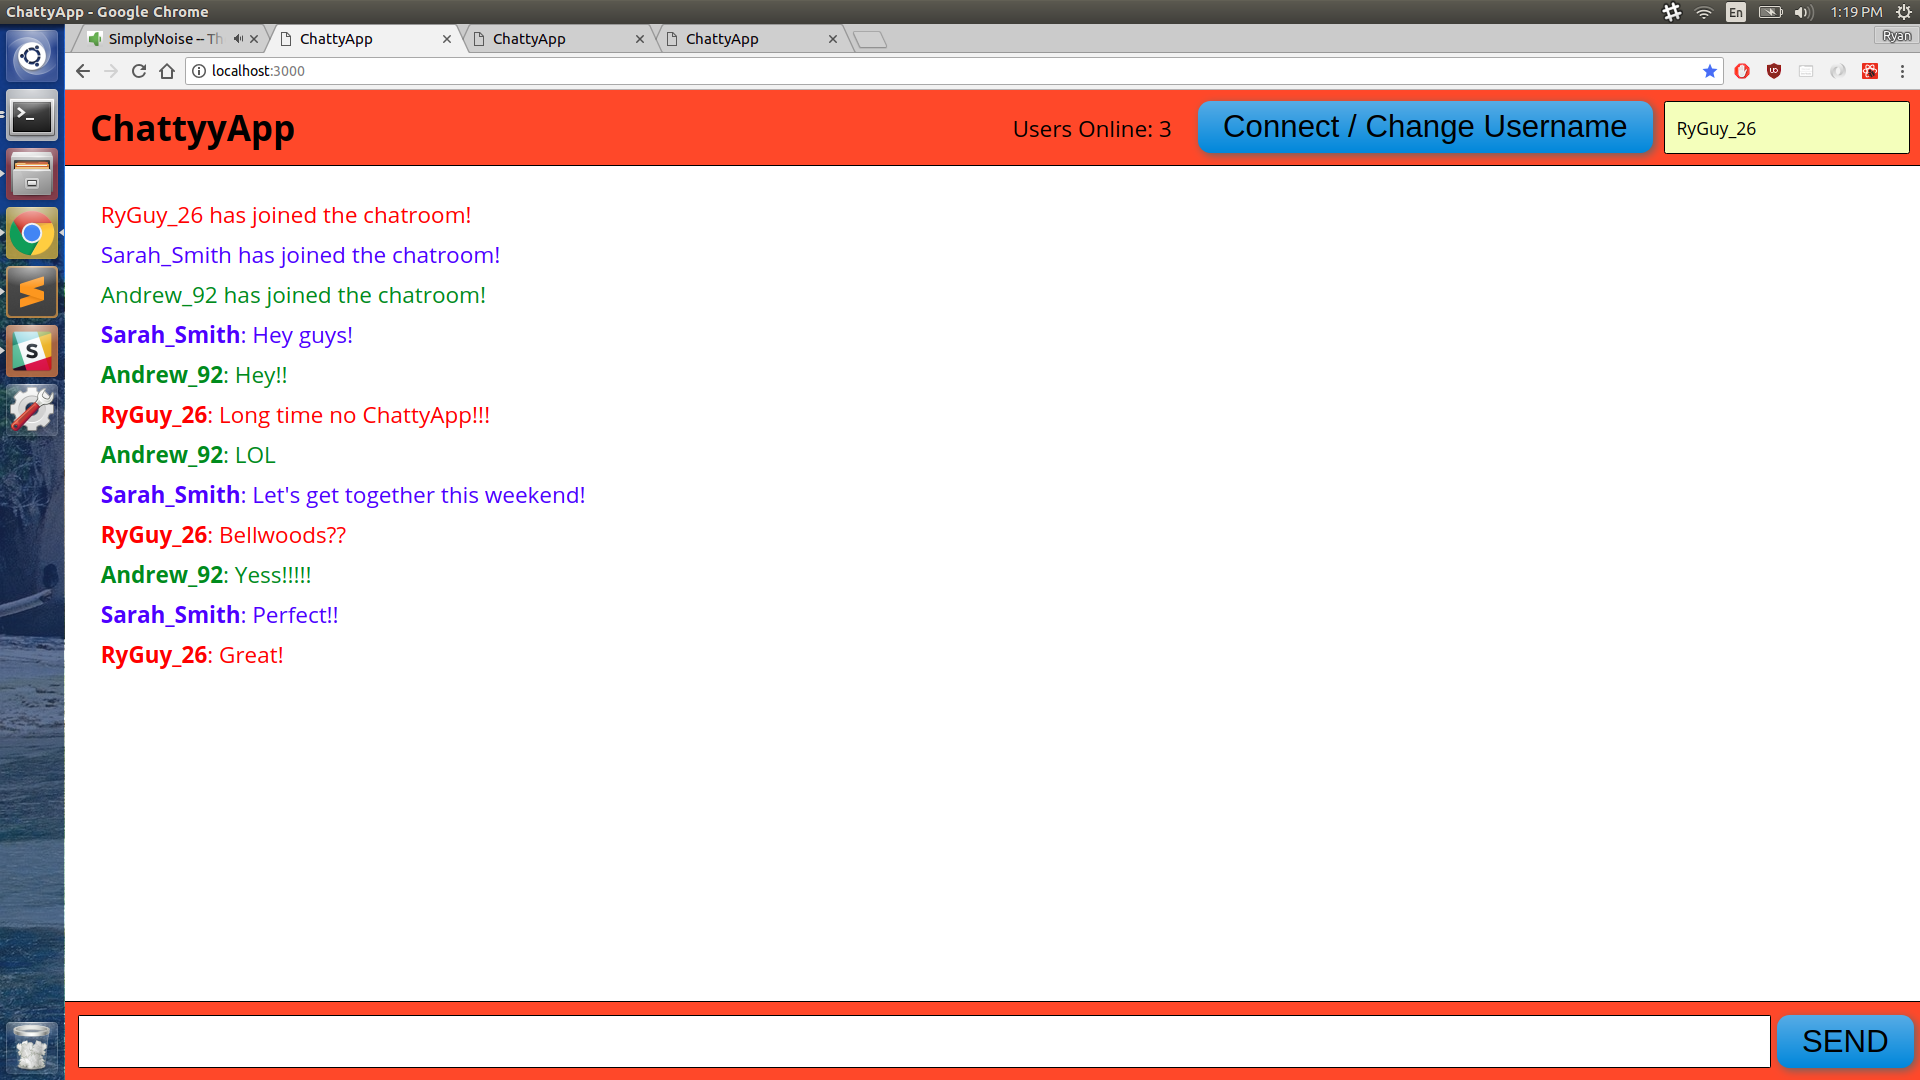 ChattyApp - Google Chrome
En
1:19 PM
SimplyNoise – Th
ChattyApp
ChattyApp
ChattyApp
Ryan
localhost:3000
ChattyyApp
Users Online: 3
Connect / Change Username
RyGuy_26
RyGuy_26 has joined the chatroom!
Sarah_Smith has joined the chatroom!
Andrew_92 has joined the chatroom!
Sarah_Smith: Hey guys!
Andrew_92: Hey!!
RyGuy_26: Long time no ChattyApp!!!
Andrew_92: LOL
Sarah_Smith: Let's get together this weekend!
RyGuy_26: Bellwoods??
Andrew_92: Yess!!!!!
Sarah_Smith: Perfect!!
RyGuy_26: Great!
SEND